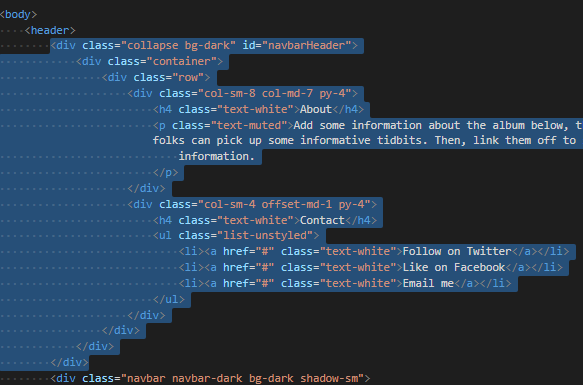 <body>
<header>
<div class="collapse bg-dark" id="navbarHeader">
<div class="container">
<div class="row">
<div class="col-sm-8 col-md-7 py-4">
<h4 class="text-white">About</h4>
<p class="text-muted">Add some information about the album below, t
folks can pick up some informative tidbits. Then, link them off to
information.
</p>
</div>
<div class="col-sm-4 offset-md-1 py-4">
<h4 class="text-white">Contact</h4>
<ul class="list-unstyled">
<li><a href="#" class="text-white">Follow on Twitter</a></li>
<li><a href="#" class="text-white">Like on Facebook</a></li>
<li><a href="#" class="text-white">Email me</a></li>
</ul>
</div>
</div>
</div>
</div>
<div class="navbar navbar-dark bg-dark shadow-sm">